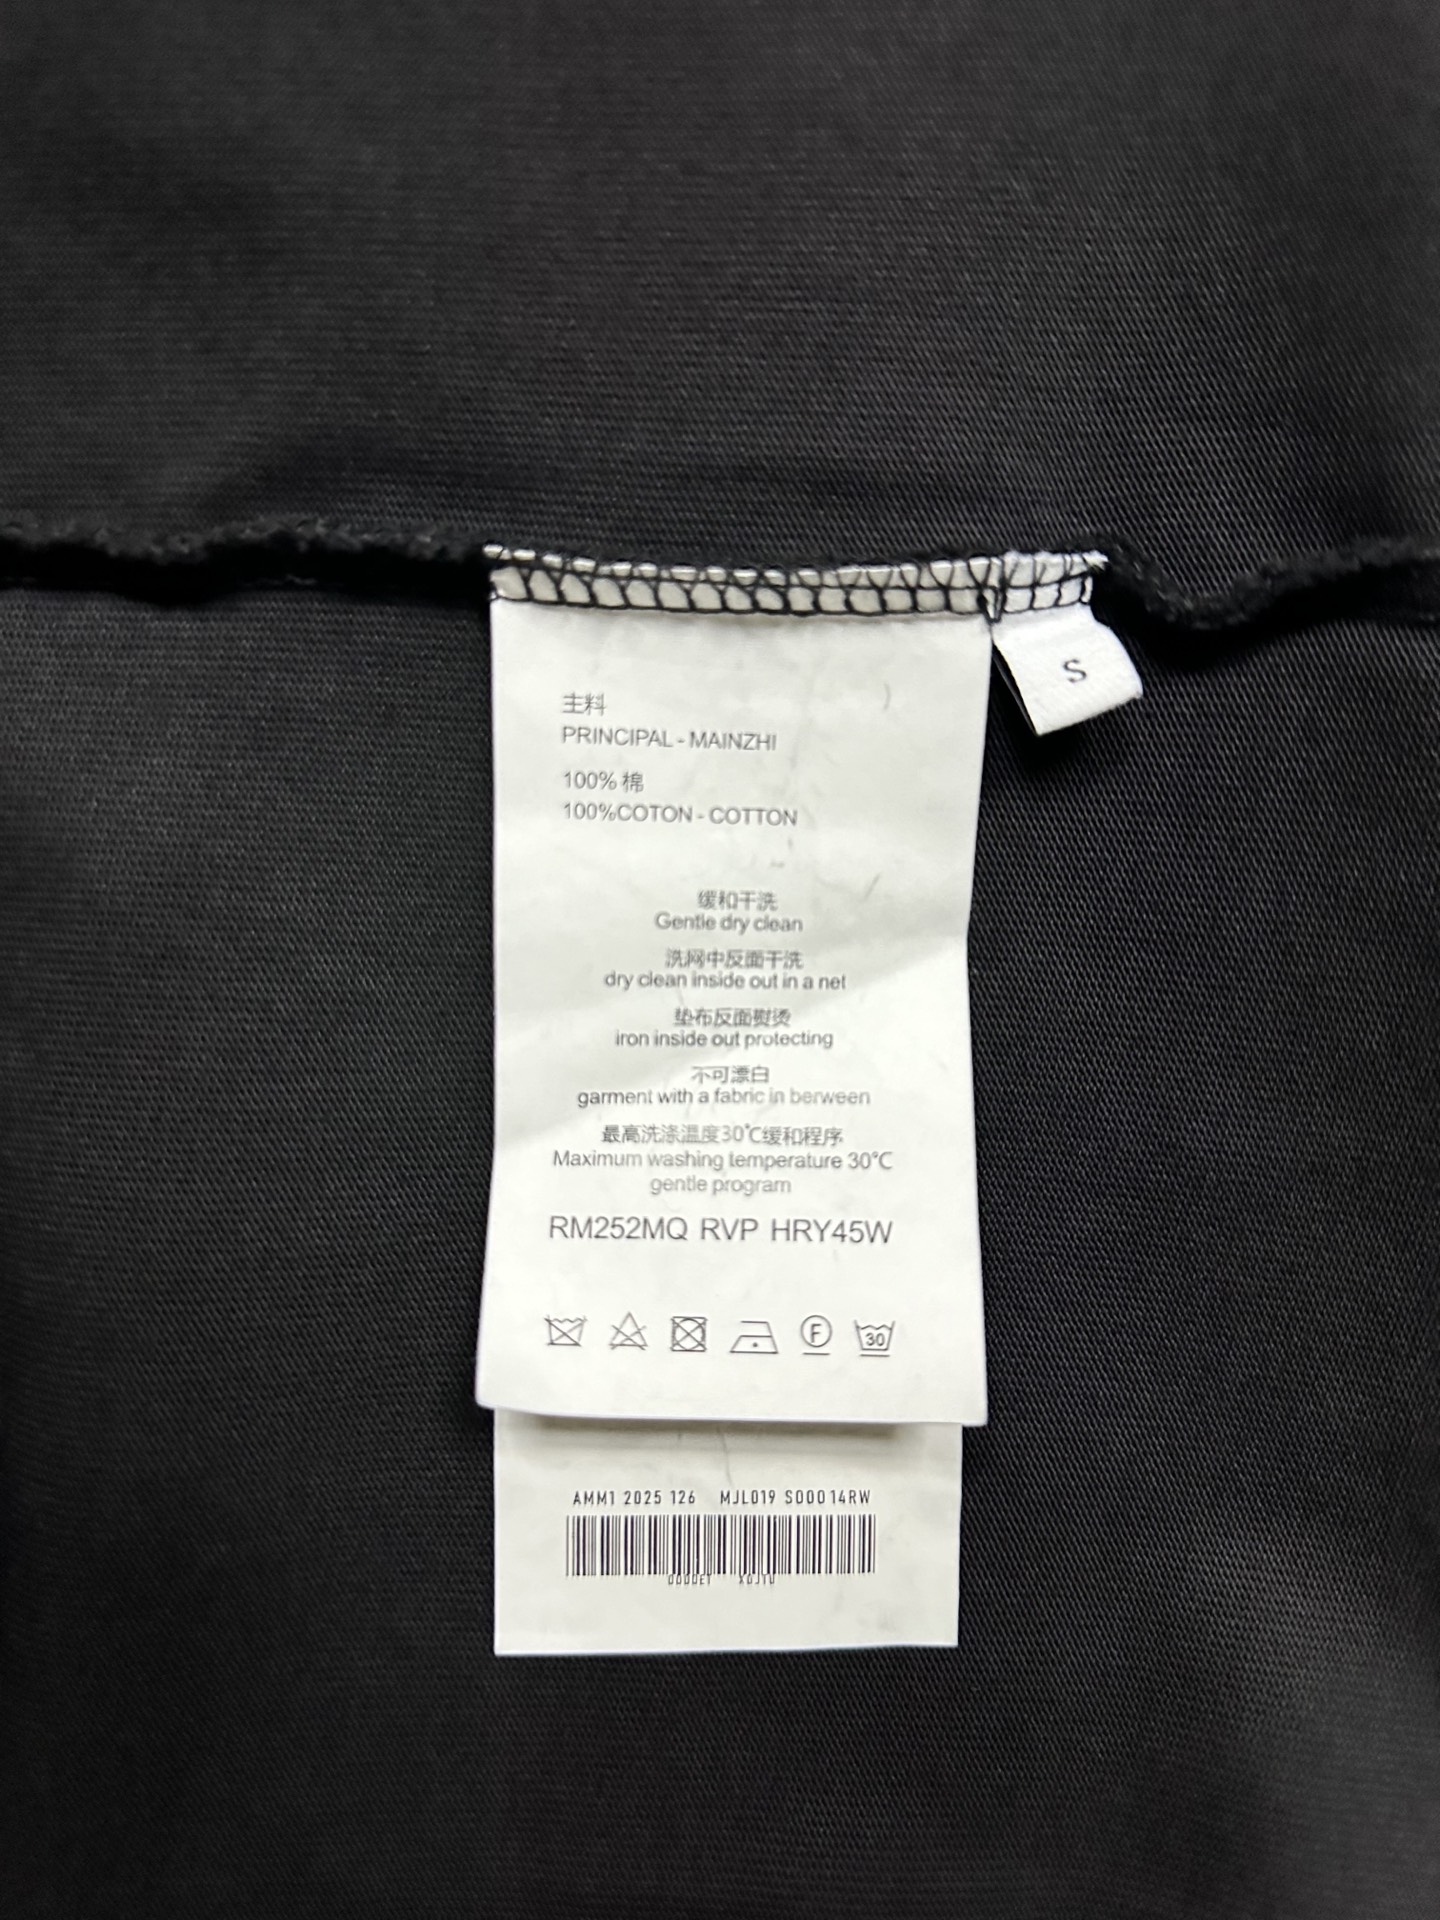 S
主料
PRINCIPAL - MAINZHI
100% 棉
100%COTON - COTTON
缓和干洗
Gentle dry clean
洗网中反面干洗
dry clean inside out in a net
垫布反面熨烫
iron inside out protecting
不可漂白
garment with a fabric in berween
最高洗涤温度30℃缓和程序
Maximum washing temperature 30℃
gentle program
RM252MQ RVP HRY45W
F
30
AMM1 2025 126 MJL019 S00014RW